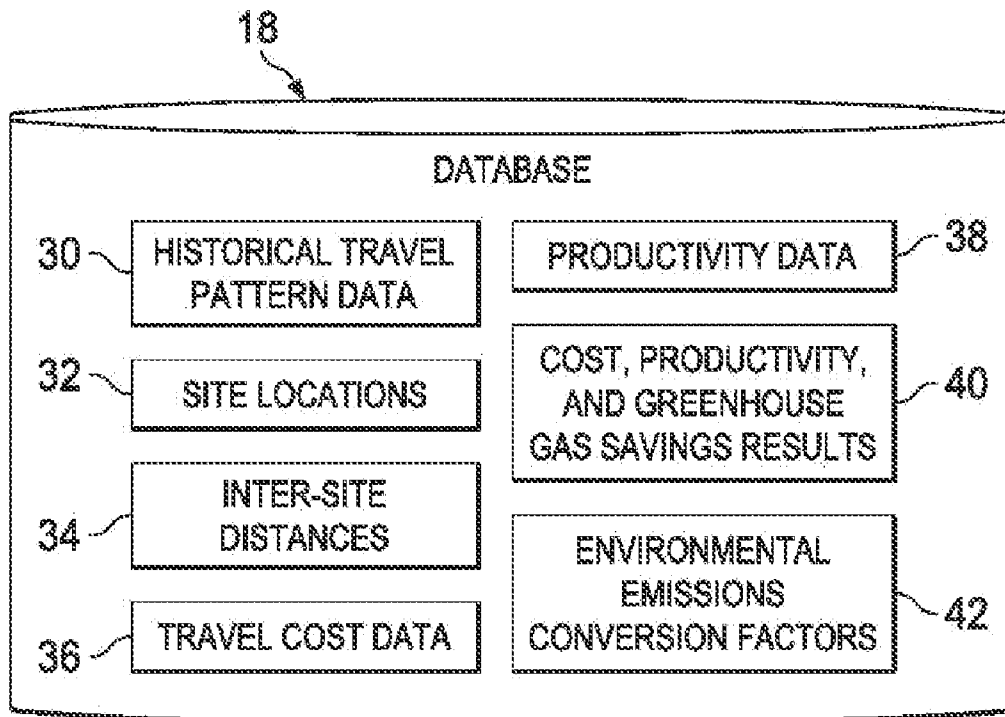 18
DATABASE
30
HISTORICAL TRAVEL
PATTERN DATA
32
SITE LOCATIONS
34
INTER-SITE
DISTANCES
36
TRAVEL COST DATA
PRODUCTIVITY DATA
38
COST, PRODUCTIVITY,
AND GREENHOUSE
GAS SAVINGS RESULTS
40
ENVIRONMENTAL
EMISSIONS
CONVERSION FACTORS
42